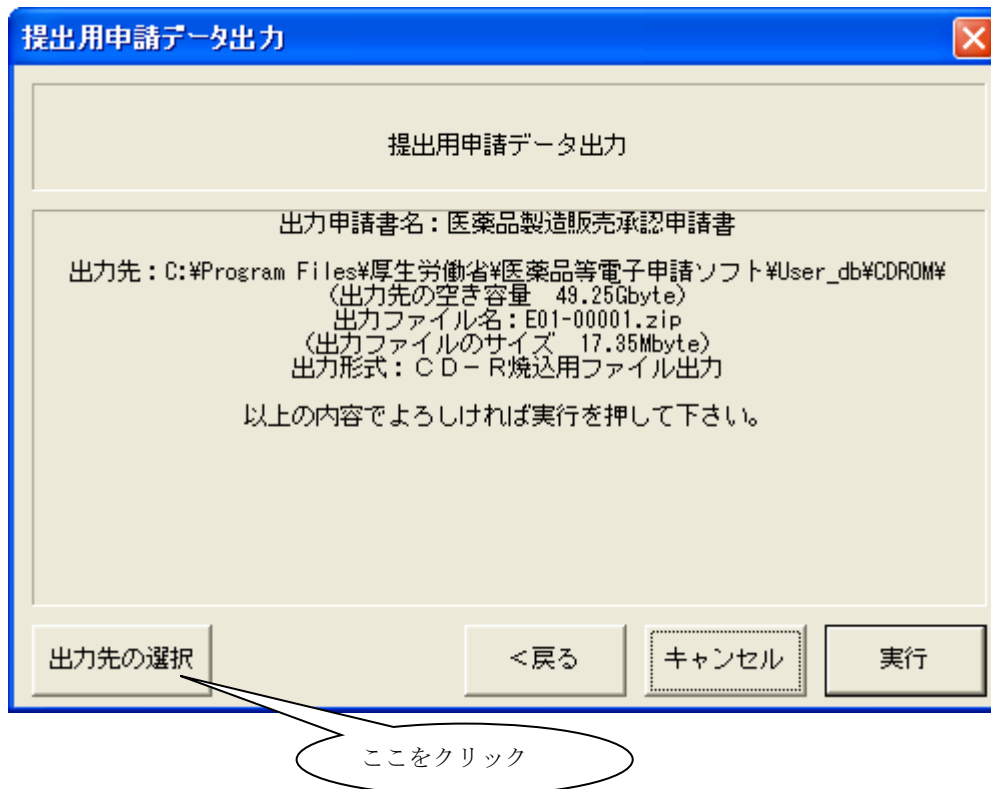 提出用申請データ出力
提出用申請データ出力
出力申請書名：医薬品製造販売承認申請書
出力先：C:¥Program Files¥厚生労働省¥医薬品等電子申請ソフト¥User_db¥CDROM¥
（出力先の空き容量　49.25Gbyte）
出力ファイル名：E01-00001.zip
（出力ファイルのサイズ　17.35Mbyte）
出力形式：ＣＤ－Ｒ焼込用ファイル出力
以上の内容でよろしければ実行を押して下さい。
出力先の選択
<戻る
キャンセル
実行
ここをクリック